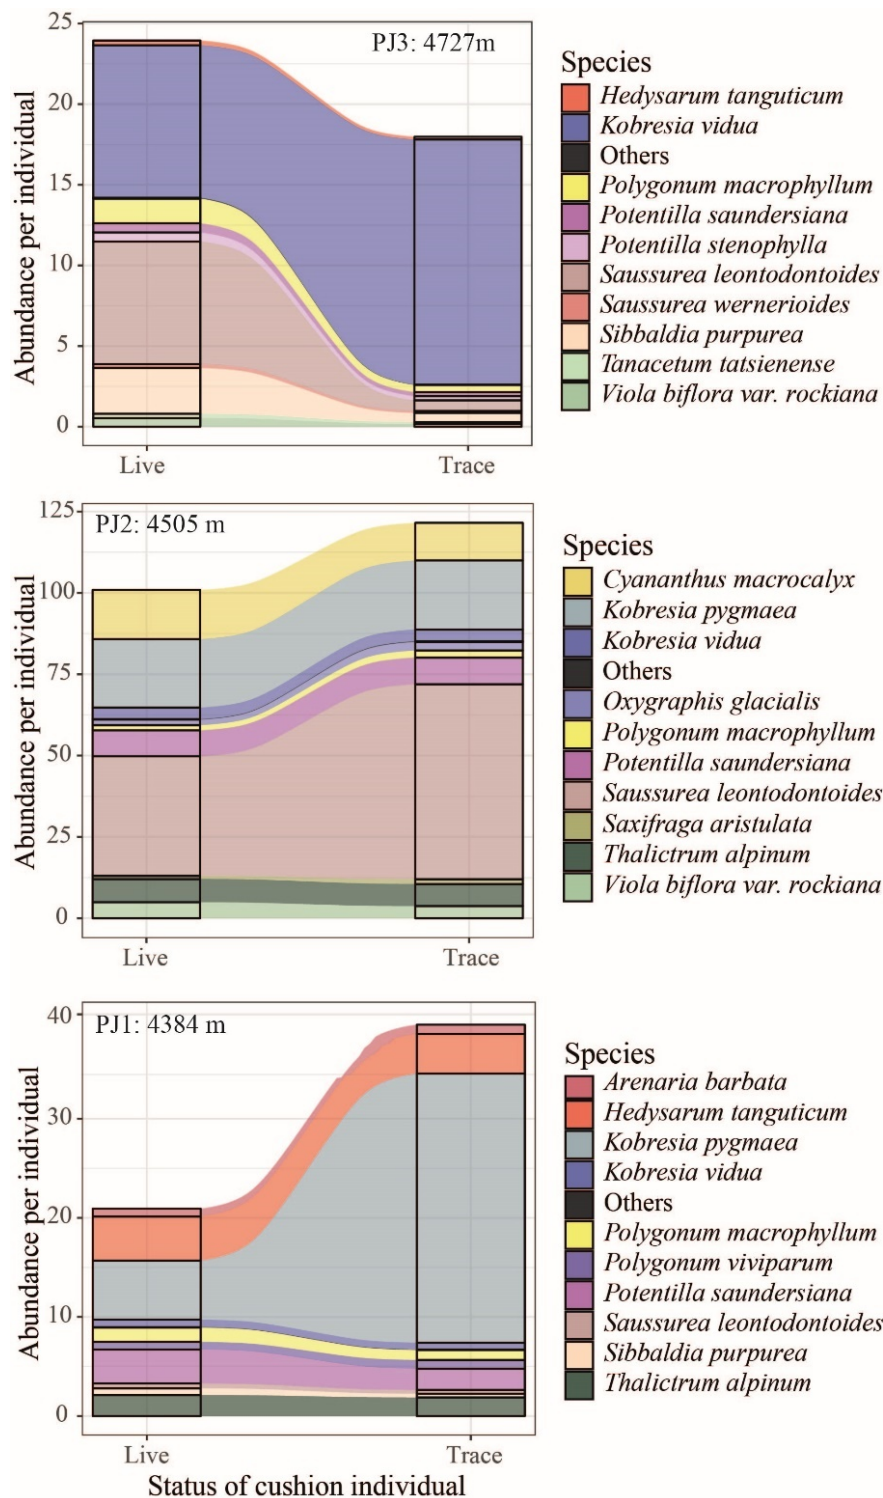 PJ3: 4727m
Abundance per individual
25
20
15
10
5
0
Live
Trace
Species
Hedysarum tanguticum
Kobresia vidua
Others
Polygonum macrophyllum
Potentilla saundersiana
Potentilla stenophylla
Saussurea leontodontoides
Saussurea wernerioides
Sibbaldia purpurea
Tanacetum tatsienense
Viola biflora var. rockiana
PJ2: 4505 m
Abundance per individual
125
100
75
50
25
0
Live
Trace
Species
Cyananthus macrocalyx
Kobresia pygmaea
Kobresia vidua
Others
Oxygraphis glacialis
Polygonum macrophyllum
Potentilla saundersiana
Saussurea leontodontoides
Saxifraga aristulata
Thalictrum alpinum
Viola biflora var. rockiana
PJ1: 4384 m
Abundance per individual
40
30
20
10
0
Live
Trace
Status of cushion individual
Species
Arenaria barbata
Hedysarum tanguticum
Kobresia pygmaea
Kobresia vidua
Others
Polygonum macrophyllum
Polygonum viviparum
Potentilla saundersiana
Saussurea leontodontoides
Sibbaldia purpurea
Thalictrum alpinum